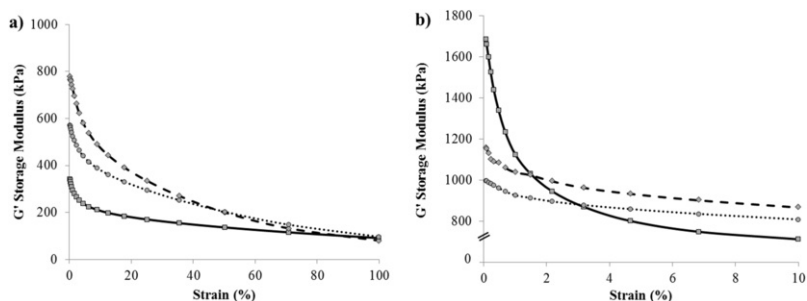 a)
G' Storage Modulus (kPa)
1000
800
600
400
200
0
0 20 40 60 80 100
Strain (%)
b)
G' Storage Modulus (kPa)
1800
1600
1400
1200
1000
800
0
0 2 4 6 8 10
Strain (%)